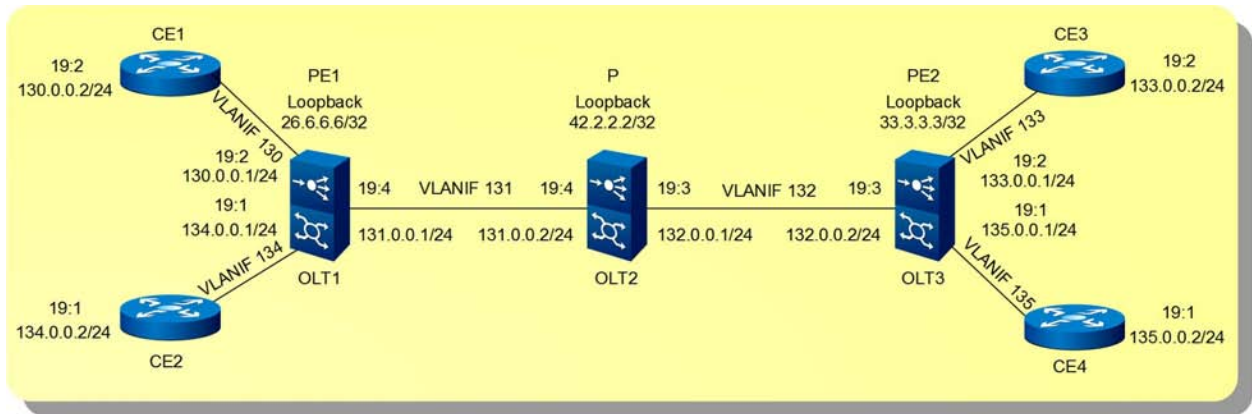 CE1
19:2
130.0.0.2/24
VLANIF 130
PE1
Loopback
26.6.6.6/32
19:2
130.0.0.1/24
19:1
134.0.0.1/24
VLANIF 134
19:1
134.0.0.2/24
CE2
OLT1
19:4
131.0.0.1/24
VLANIF 131
P
Loopback
42.2.2.2/32
19:4
131.0.0.2/24
OLT2
19:3
132.0.0.1/24
VLANIF 132
PE2
Loopback
33.3.3.3/32
19:3
132.0.0.2/24
OLT3
CE3
19:2
133.0.0.2/24
VLANIF 133
19:2
133.0.0.1/24
19:1
135.0.0.1/24
VLANIF 135
19:1
135.0.0.2/24
CE4